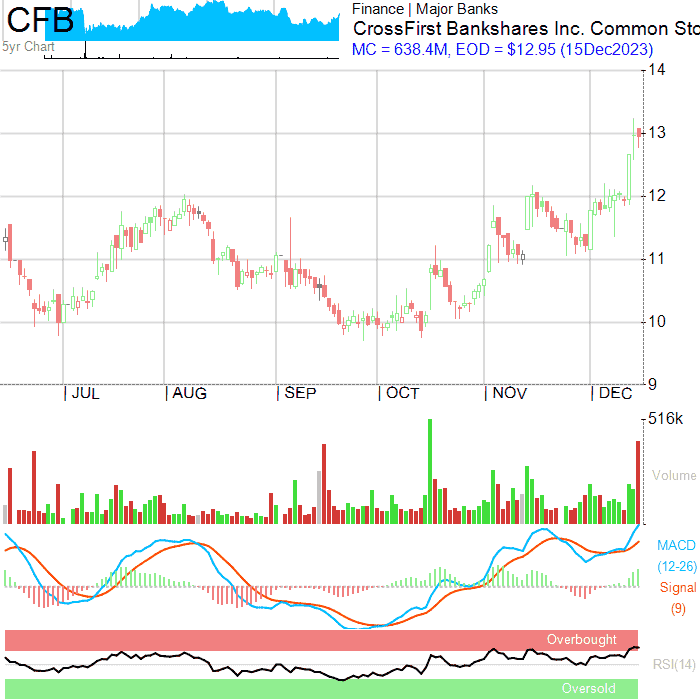 CFB
5yr Chart
Finance | Major Banks
CrossFirst Bankshares Inc. Common Sto
MC = 638.4M, EOD = $12.95 (15Dec2023)
14
13
12
11
10
9
JUL AUG SEP OCT NOV DEC
516k
Volume
MACD
(12-26)
Signal
(9)
Overbought
RSI(14)
Oversold